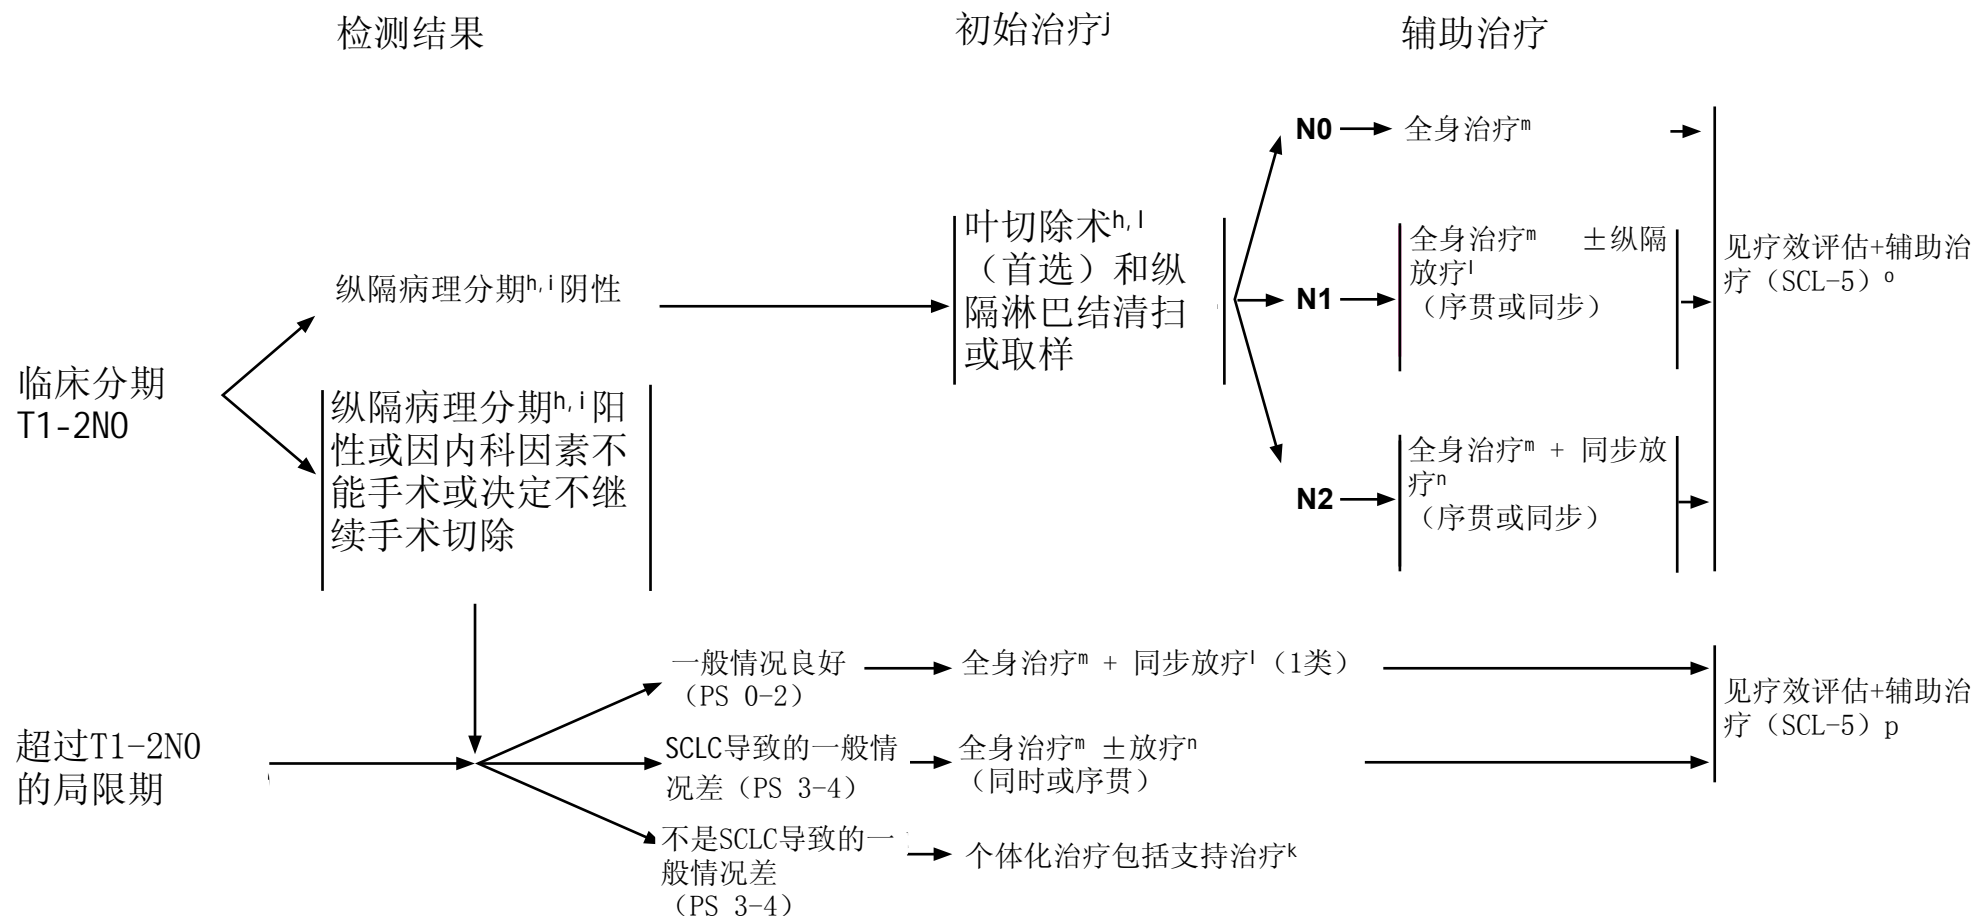 检测结果
初始治疗j
辅助治疗
N0
全身治疗m
叶切除术h,l
（首选）和纵
隔淋巴结清扫
或取样
N1
全身治疗m ±纵隔
放疗l
（序贯或同步）
见疗效评估+辅助治
疗（SCL-5）o
纵隔病理分期h,i阴性
临床分期
T1-2N0
纵隔病理分期h,i阳
性或因内科因素不
能手术或决定不继
续手术切除
N2
全身治疗m + 同步放
疗n
（序贯或同步）
一般情况良好
（PS 0-2）
全身治疗m + 同步放疗l（1类）
见疗效评估+辅助治
疗（SCL-5）p
超过T1-2N0
的局限期
SCLC导致的一般情
况差（PS 3-4）
全身治疗m ±放疗n
（同时或序贯）
不是SCLC导致的一
般情况差
（PS 3-4）
个体化治疗包括支持治疗k